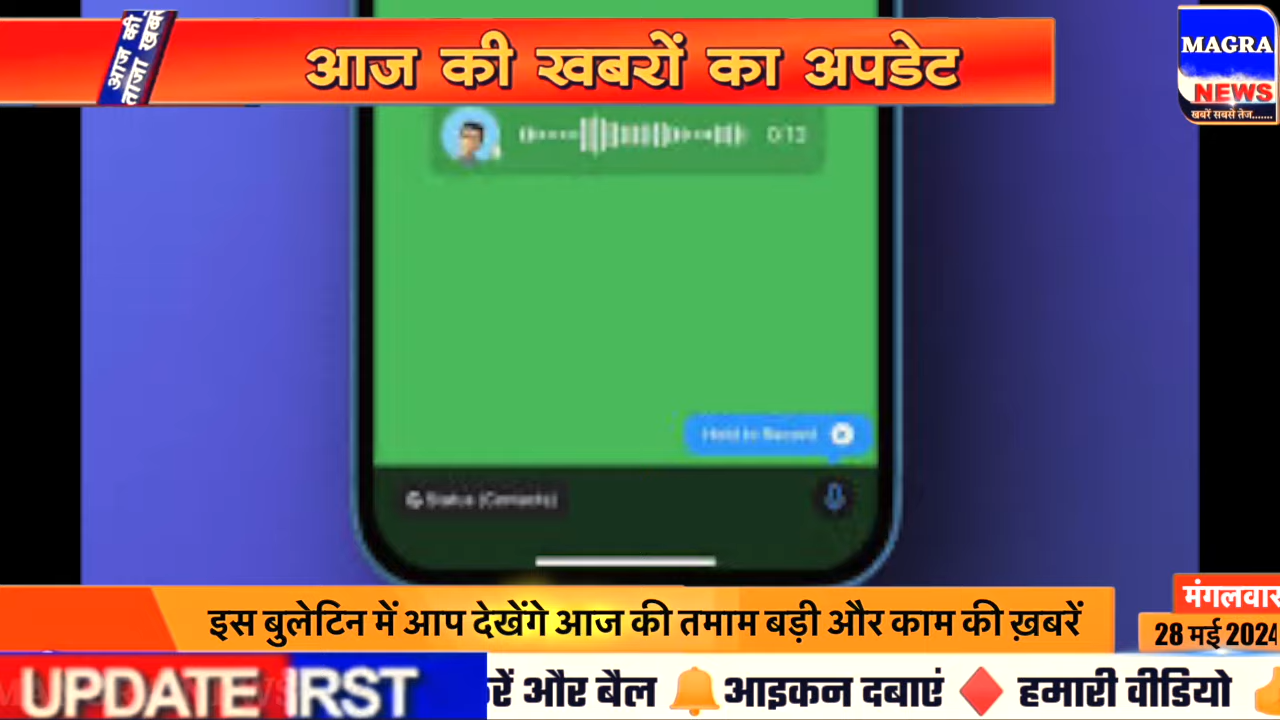 आज की
ताजा खबरें
आज की खबरों का अपडेट
MAGRA
NEWS
खबरें सबसे तेज.......
0:13
Hold to Record
Status (Contacts)
इस बुलेटिन में आप देखेंगे आज की तमाम बड़ी और काम की ख़बरें
मंगलवार
28 मई 2024
UPDATE IRST
रें और बैल 🔔आइकन दबाएं ♦️ हमारी वीडियो 👍